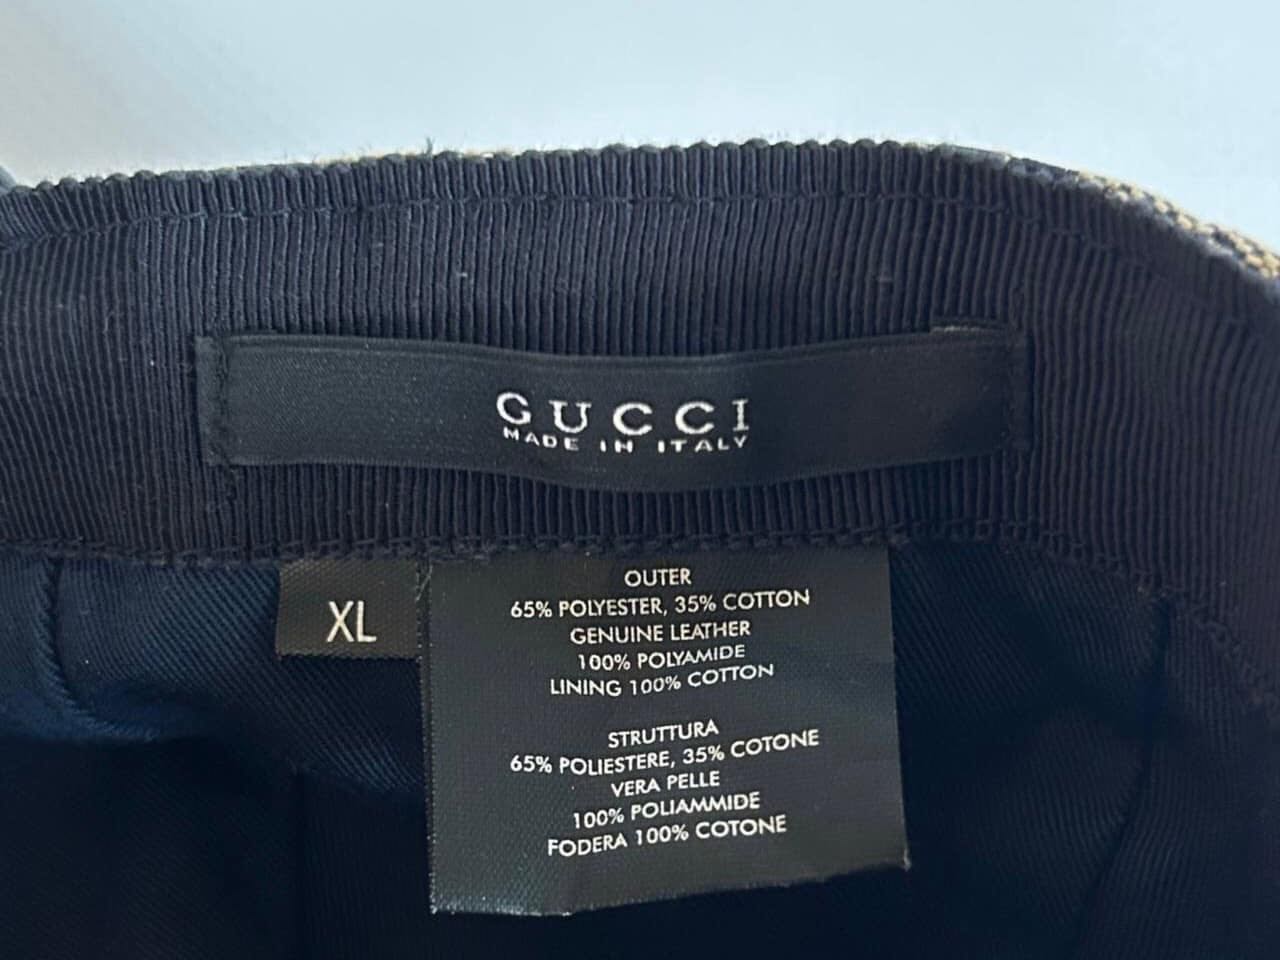 GUCCI
MADE IN ITALY
XL
OUTER
65% POLYESTER, 35% COTTON
GENUINE LEATHER
100% POLYAMIDE
LINING 100% COTTON
STRUTTURA
65% POLIESTERE, 35% COTONE
VERA PELLE
100% POLIAMMIDE
FODERA 100% COTONE